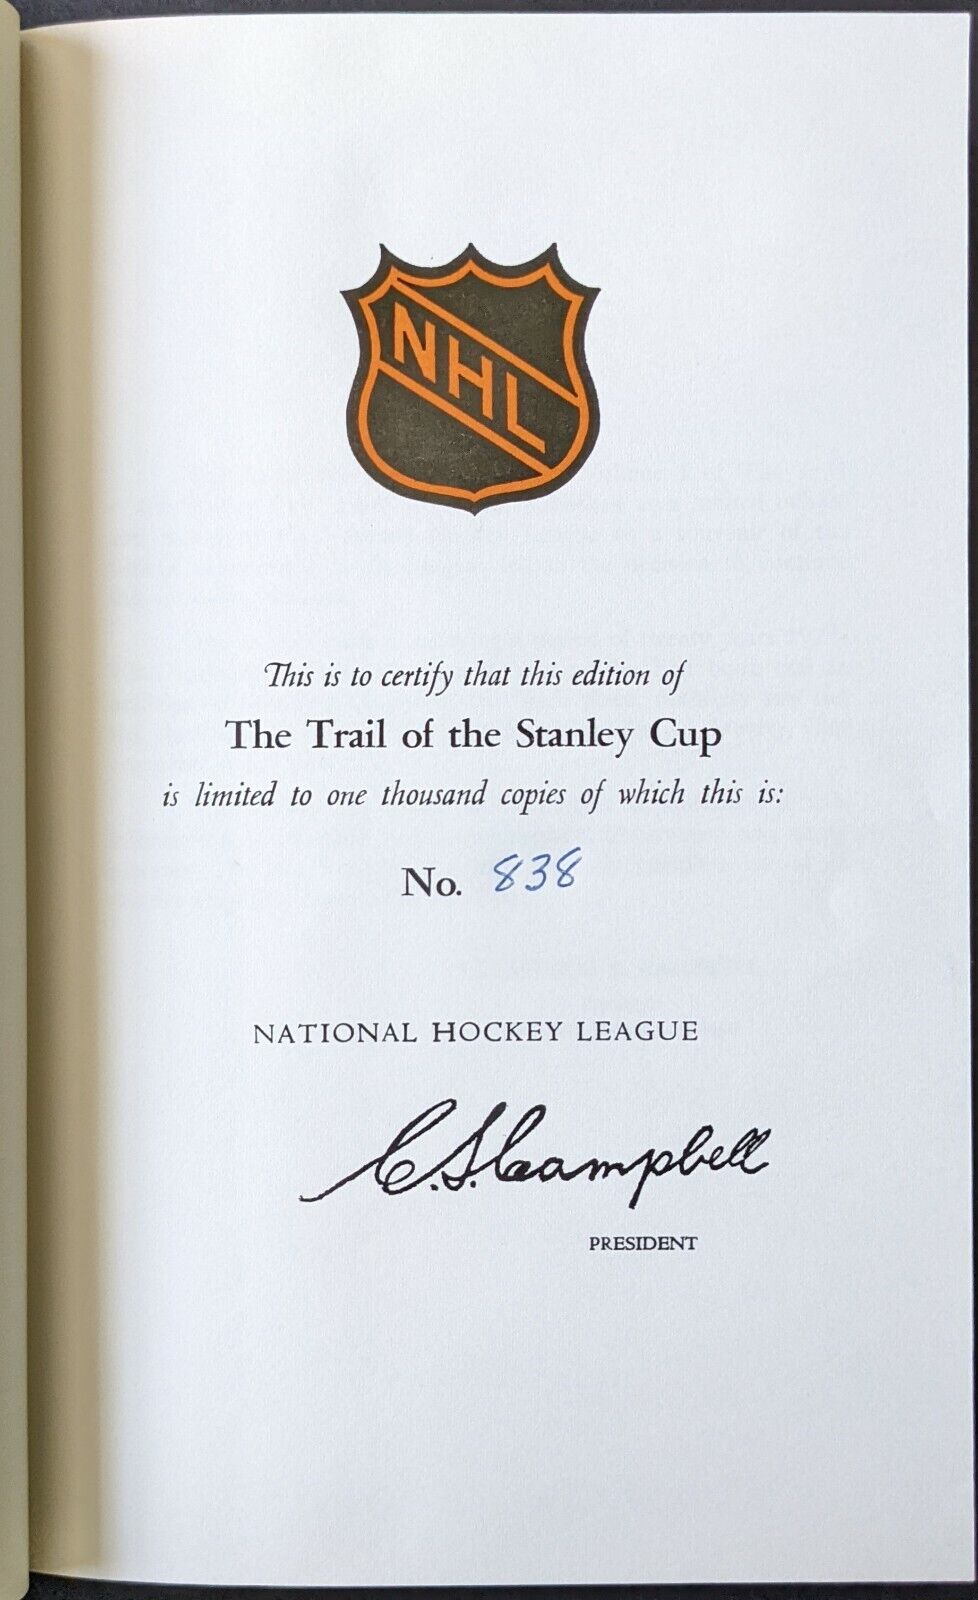 NHL
This is to certify that this edition of
The Trail of the Stanley Cup
is limited to one thousand copies of which this is:
No. 838
NATIONAL HOCKEY LEAGUE
C.S. Campbell
PRESIDENT